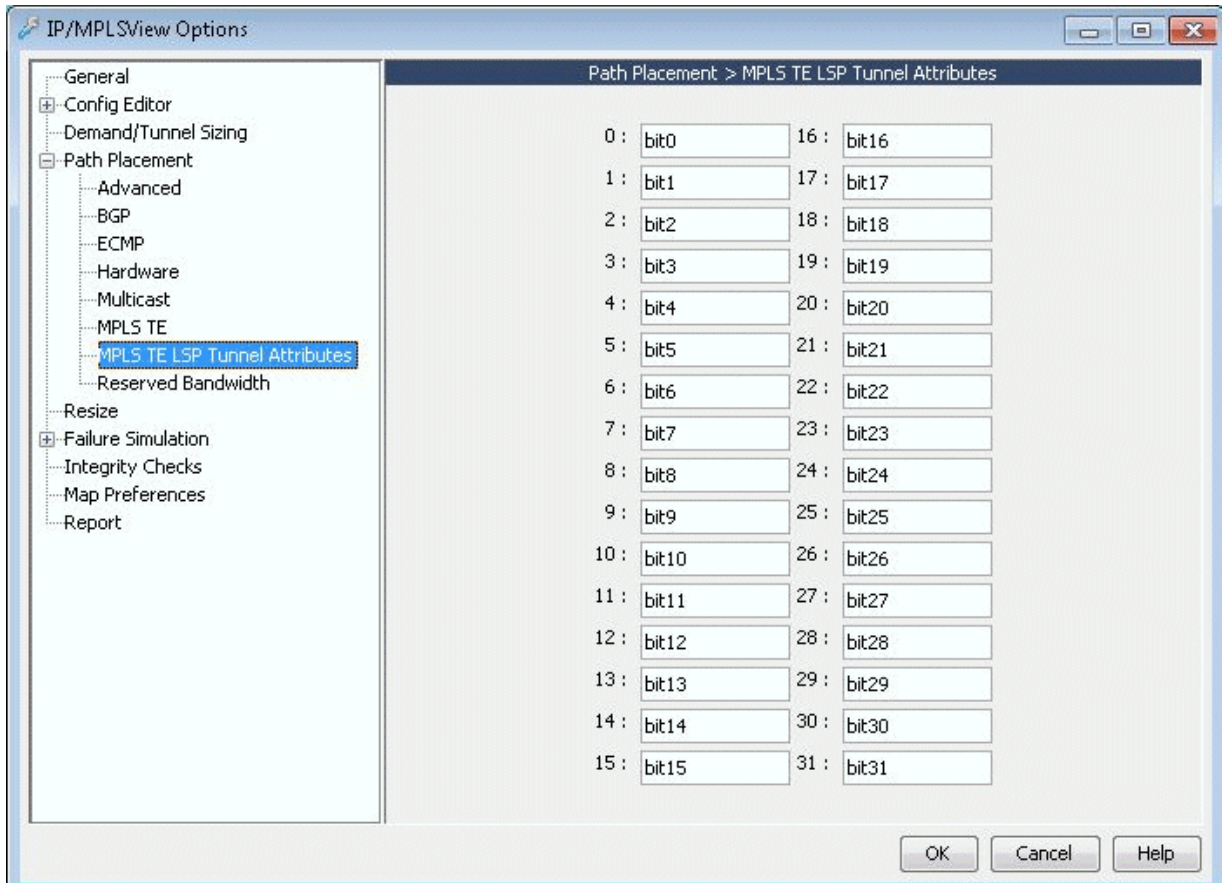 IP/MPLSView Options
General
Config Editor
Demand/Tunnel Sizing
Path Placement
Advanced
BGP
ECMP
Hardware
Multicast
MPLS TE
MPLS TE LSP Tunnel Attributes
Reserved Bandwidth
Resize
Failure Simulation
Integrity Checks
Map Preferences
Report
Path Placement > MPLS TE LSP Tunnel Attributes
0 : bit0 16 : bit16
1 : bit1 17 : bit17
2 : bit2 18 : bit18
3 : bit3 19 : bit19
4 : bit4 20 : bit20
5 : bit5 21 : bit21
6 : bit6 22 : bit22
7 : bit7 23 : bit23
8 : bit8 24 : bit24
9 : bit9 25 : bit25
10 : bit10 26 : bit26
11 : bit11 27 : bit27
12 : bit12 28 : bit28
13 : bit13 29 : bit29
14 : bit14 30 : bit30
15 : bit15 31 : bit31
OK Cancel Help